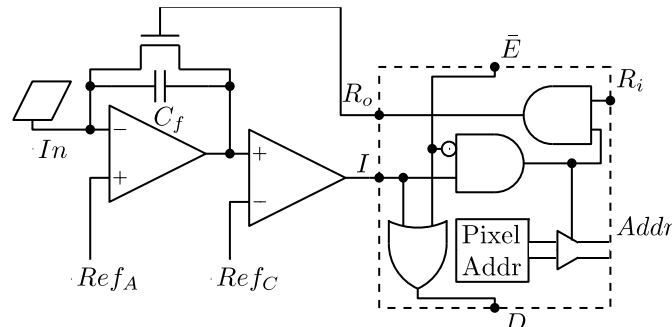 Ē
R_i
R_o
C_f
−
In
+
+
−
I
Addr
Pixel
Addr
Ref_A
Ref_C
D